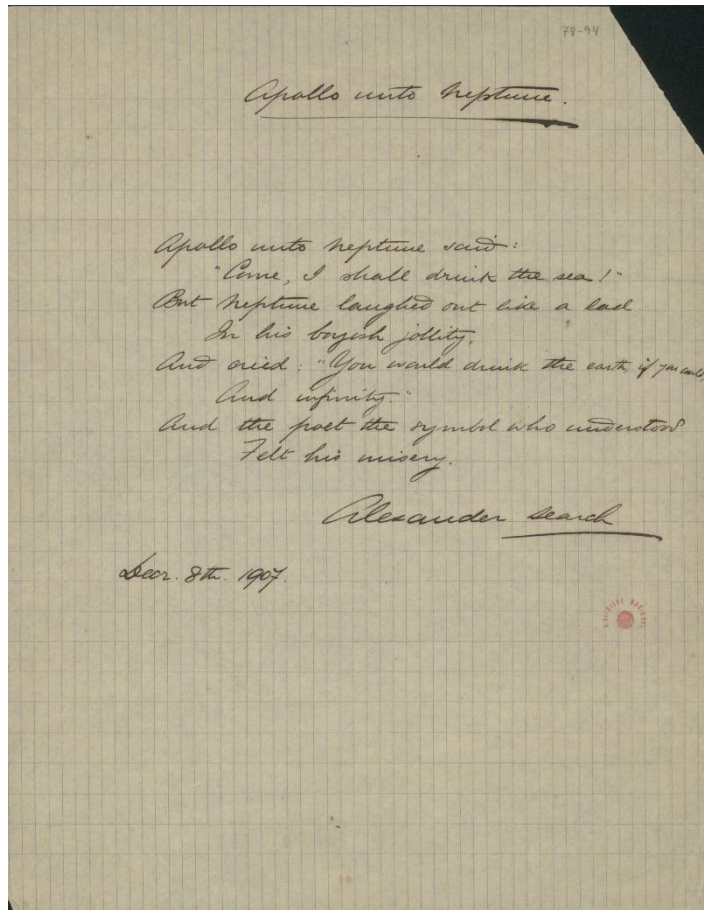 78-94
Apollo unto Neptune.
Apollo unto Neptune said:
"Come, I shall drink the sea!"
But Neptune laughed out like a lad
In his boyish jollity,
And cried: "You would drink the earth, if you could,
And infinity."
And the poet the symbol who understood
Felt his misery.
Alexander Search
Decr. 8th. 1907.